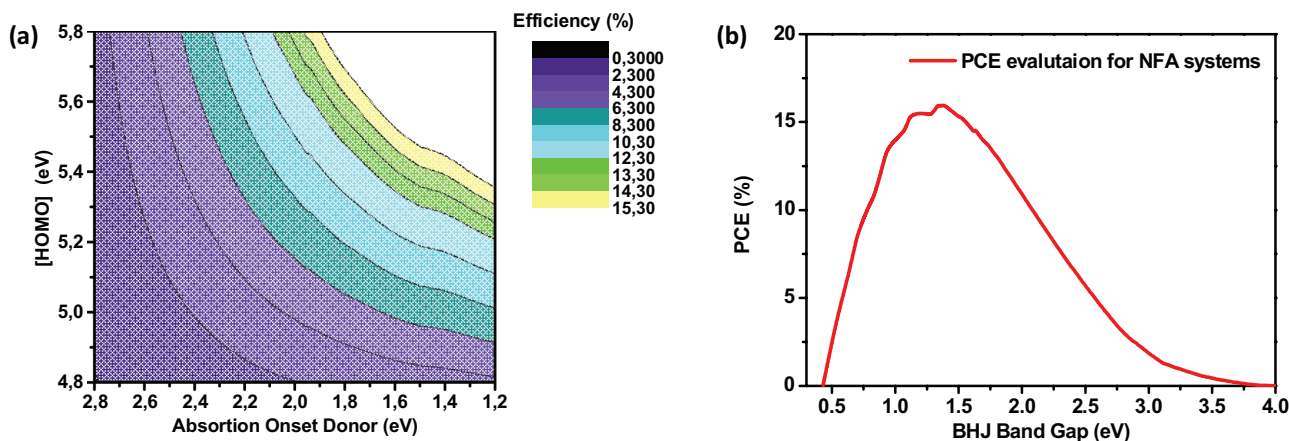 (a)
[HOMO] (eV)
5,8
5,6
5,4
5,2
5,0
4,8
2,8 2,6 2,4 2,2 2,0 1,8 1,6 1,4 1,2
Absortion Onset Donor (eV)
Efficiency (%)
0,3000
2,300
4,300
6,300
8,300
10,30
12,30
13,30
14,30
15,30
(b)
PCE (%)
20
15
10
5
0
PCE evalutaion for NFA systems
0.5 1.0 1.5 2.0 2.5 3.0 3.5 4.0
BHJ Band Gap (eV)